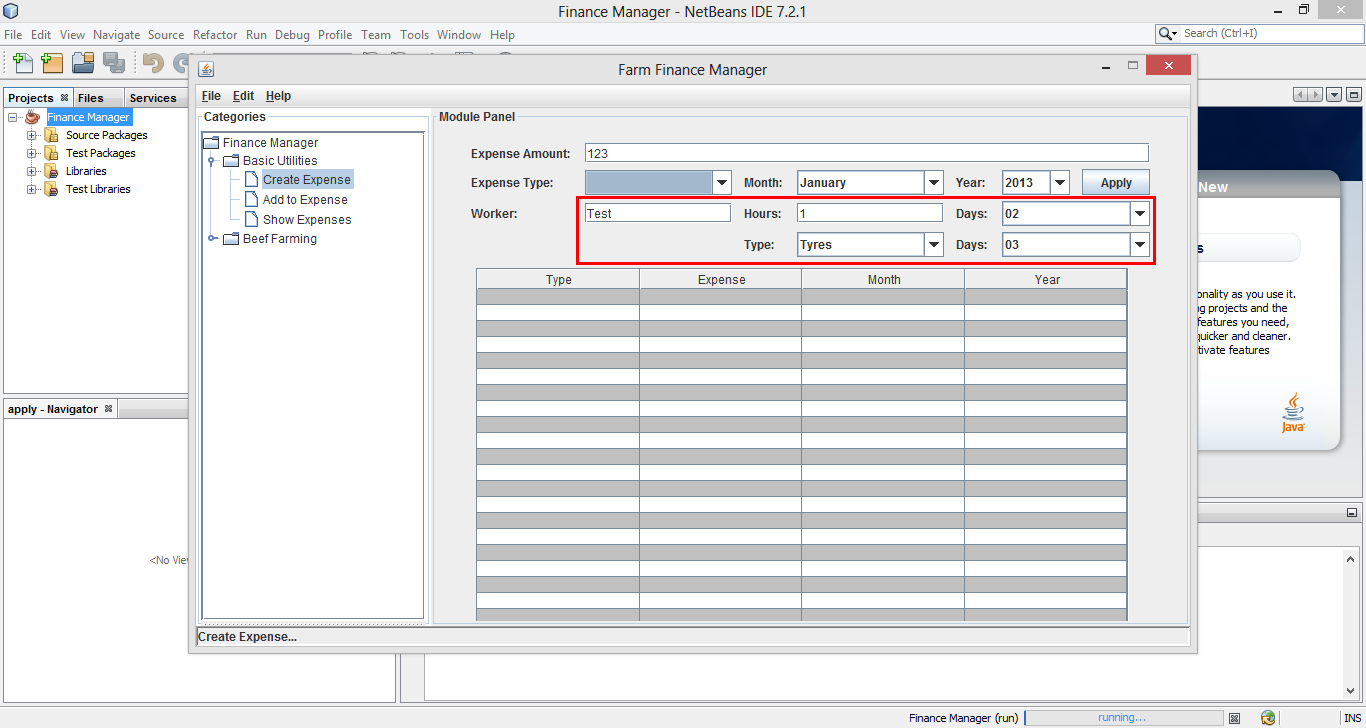 Finance Manager - NetBeans IDE 7.2.1
File Edit View Navigate Source Refactor Run Debug Profile Team Tools Window Help
Search (Ctrl+I)
Farm Finance Manager
Projects Files Services
Finance Manager
Source Packages
Test Packages
Libraries
Test Libraries
apply - Navigator
<No Vie
File Edit Help
Categories
Finance Manager
Basic Utilities
Create Expense
Add to Expense
Show Expenses
Beef Farming
Module Panel
Expense Amount: 123
Expense Type: Month: January Year: 2013 Apply
Worker: Test Hours: 1 Days: 02
Type: Tyres Days: 03
Type Expense Month Year
Create Expense...
New
s
onality as you use it.
ng projects and the
features you need,
quicker and cleaner.
tivate features
Java
Finance Manager (run) running... INS